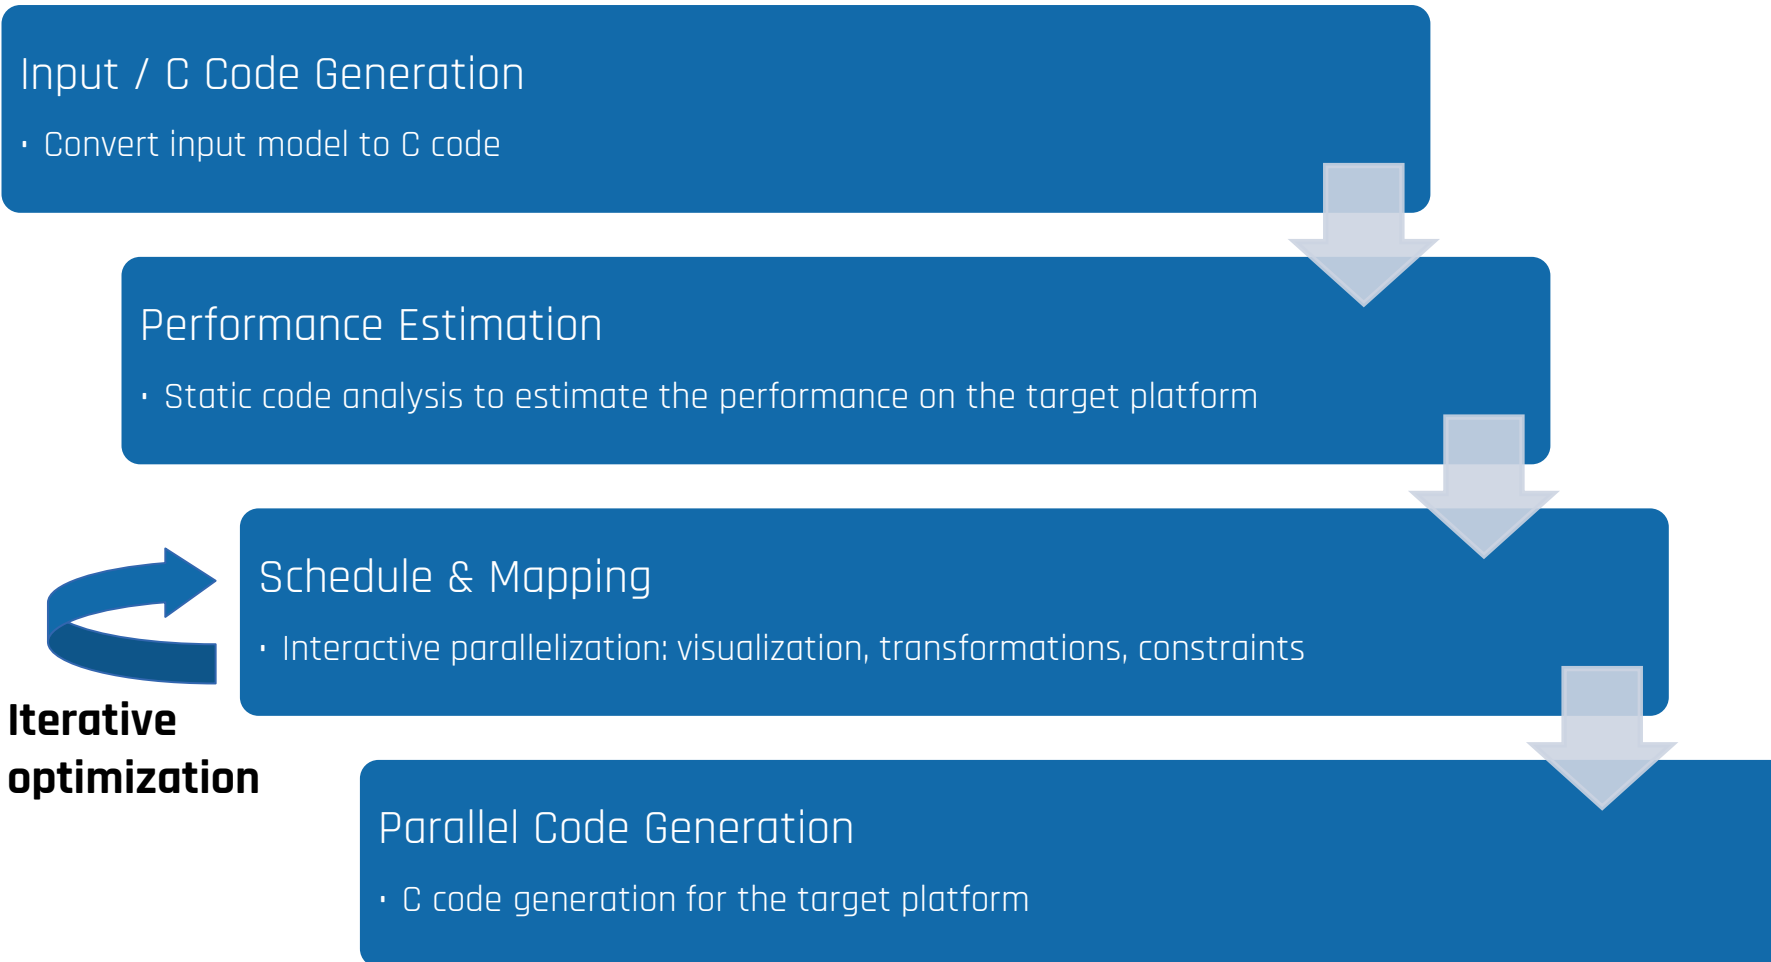 Input / C Code Generation
· Convert input model to C code
Performance Estimation
· Static code analysis to estimate the performance on the target platform
Schedule & Mapping
· Interactive parallelization: visualization, transformations, constraints
Iterative
optimization
Parallel Code Generation
· C code generation for the target platform